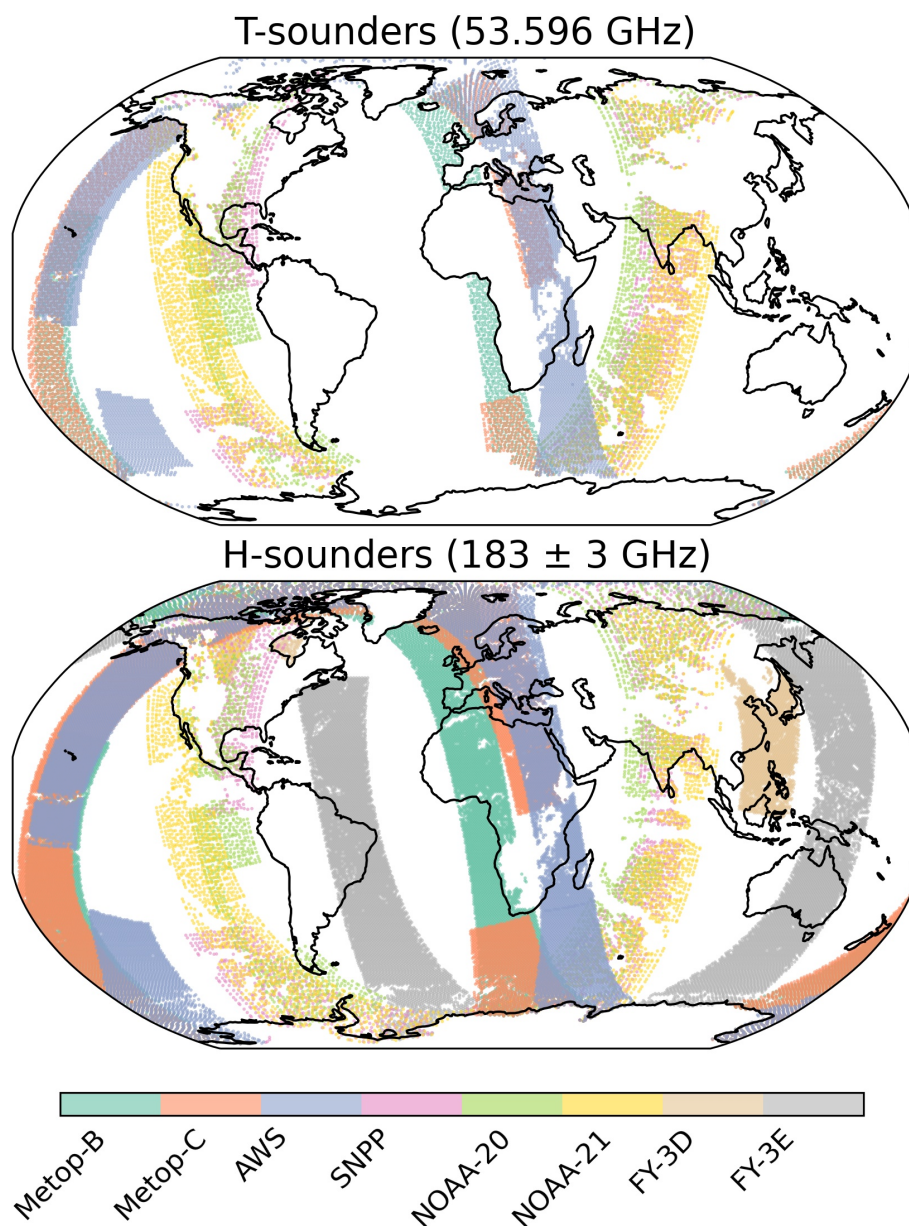 T-sounders (53.596 GHz)
H-sounders (183 ± 3 GHz)
Metop-B
Metop-C
AWS
SNPP
NOAA-20
NOAA-21
FY-3D
FY-3E